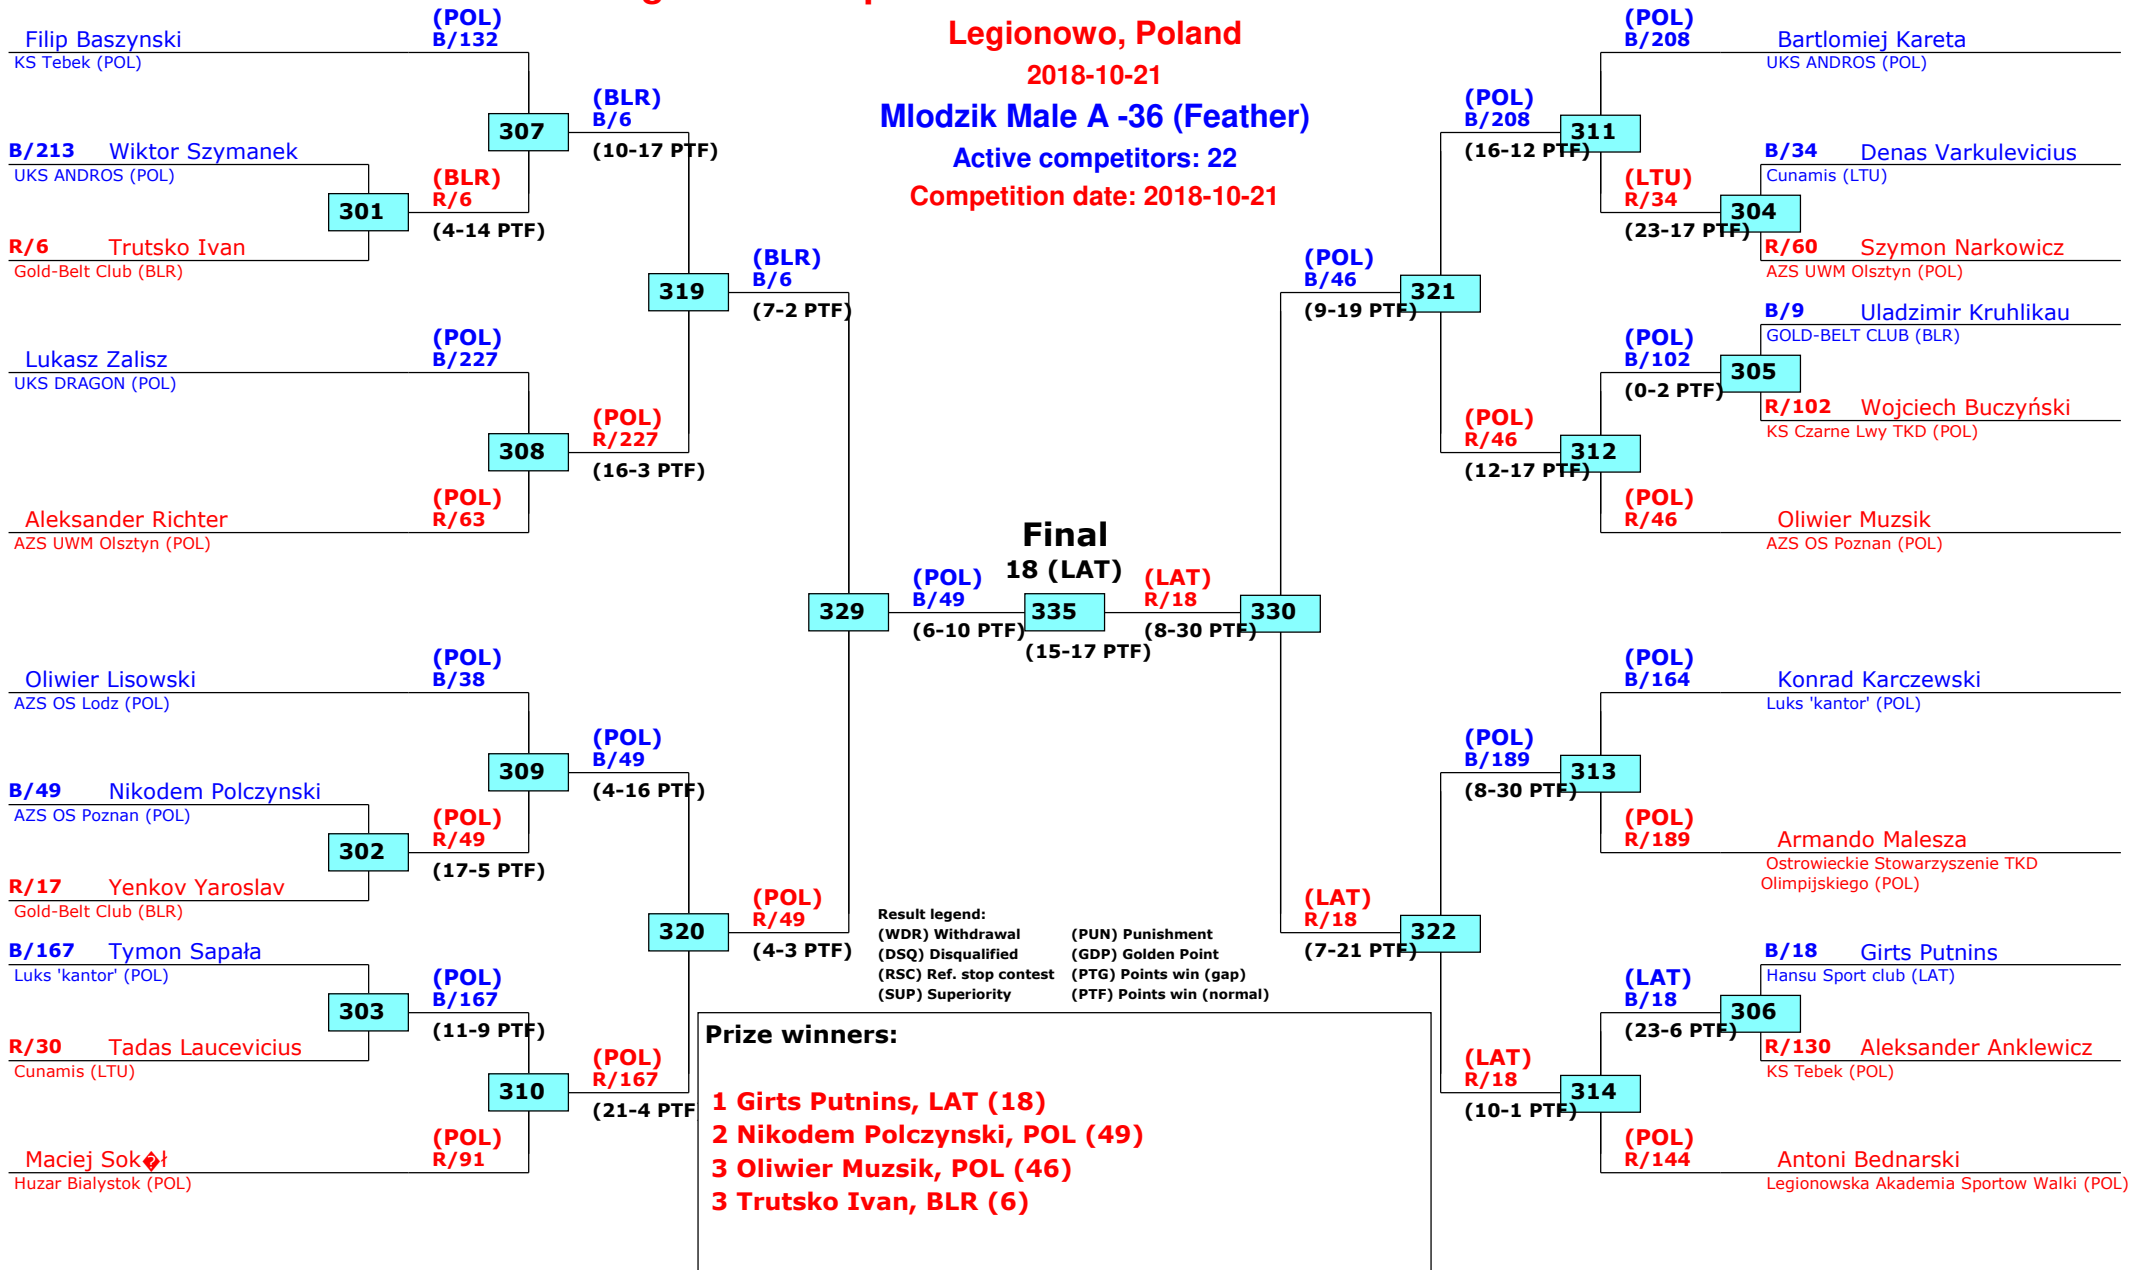 Legionowo, Poland
2018-10-21
Mlodzik Male A -36 (Feather)
Active competitors: 22
Competition date: 2018-10-21
Filip Baszynski
KS Tebek (POL)
(POL)
B/132
B/213 Wiktor Szymanek
UKS ANDROS (POL)
301
R/6 Trutsko Ivan
Gold-Belt Club (BLR)
(BLR)
R/6
(4-14 PTF)
307
(BLR)
B/6
(10-17 PTF)
Lukasz Zalisz
UKS DRAGON (POL)
(POL)
B/227
308
Aleksander Richter
AZS UWM Olsztyn (POL)
(POL)
R/63
(POL)
R/227
(16-3 PTF)
319
(BLR)
B/6
(7-2 PTF)
Oliwier Lisowski
AZS OS Lodz (POL)
(POL)
B/38
B/49 Nikodem Polczynski
AZS OS Poznan (POL)
302
R/17 Yenkov Yaroslav
Gold-Belt Club (BLR)
(POL)
R/49
(17-5 PTF)
309
(POL)
B/49
(4-16 PTF)
B/167 Tymon Sapała
Luks 'kantor' (POL)
303
R/30 Tadas Laucevicius
Cunamis (LTU)
(POL)
B/167
(11-9 PTF)
310
Maciej Sok�ł
Huzar Bialystok (POL)
(POL)
R/91
(POL)
R/167
(21-4 PTF
320
(POL)
R/49
(4-3 PTF)
329
(POL)
B/49
(6-10 PTF)
Final
18 (LAT)
335
(15-17 PTF)
(LAT)
R/18
(8-30 PTF)
330
(POL)
B/46
(9-19 PTF)
321
(POL)
B/208
(16-12 PTF)
311
(POL)
B/208
Bartlomiej Kareta
UKS ANDROS (POL)
(LTU)
R/34
(23-17 PTF)
304
B/34 Denas Varkulevicius
Cunamis (LTU)
R/60 Szymon Narkowicz
AZS UWM Olsztyn (POL)
B/9 Uladzimir Kruhlikau
GOLD-BELT CLUB (BLR)
(POL)
B/102
(0-2 PTF)
305
R/102 Wojciech Buczyński
KS Czarne Lwy TKD (POL)
(POL)
R/46
(12-17 PTF)
312
(POL)
R/46
Oliwier Muzsik
AZS OS Poznan (POL)
(POL)
B/164
Konrad Karczewski
Luks 'kantor' (POL)
(POL)
B/189
(8-30 PTF)
313
(POL)
R/189
Armando Malesza
Ostrowieckie Stowarzyszenie TKD
Olimpijskiego (POL)
(LAT)
R/18
(7-21 PTF)
322
B/18 Girts Putnins
Hansu Sport club (LAT)
(LAT)
B/18
(23-6 PTF)
306
R/130 Aleksander Anklewicz
KS Tebek (POL)
(LAT)
R/18
(10-1 PTF)
314
(POL)
R/144
Antoni Bednarski
Legionowska Akademia Sportow Walki (POL)
Result legend:
(WDR) Withdrawal (PUN) Punishment
(DSQ) Disqualified (GDP) Golden Point
(RSC) Ref. stop contest (PTG) Points win (gap)
(SUP) Superiority (PTF) Points win (normal)
Prize winners:
1 Girts Putnins, LAT (18)
2 Nikodem Polczynski, POL (49)
3 Oliwier Muzsik, POL (46)
3 Trutsko Ivan, BLR (6)